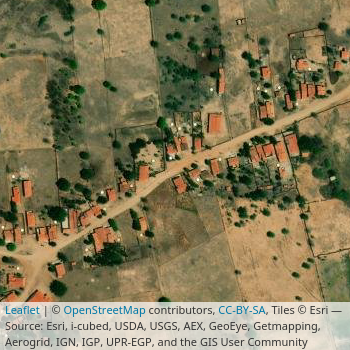 Leaflet | © OpenStreetMap contributors, CC-BY-SA, Tiles © Esri —
Source: Esri, i-cubed, USDA, USGS, AEX, GeoEye, Getmapping,
Aerogrid, IGN, IGP, UPR-EGP, and the GIS User Community